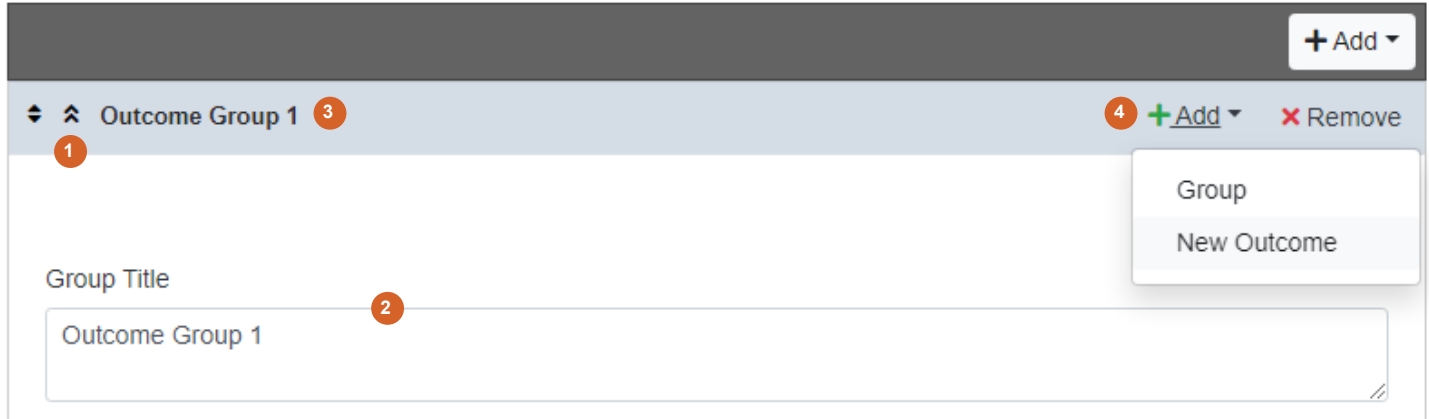 + Add
Outcome Group 1 3
4 + Add
× Remove
1
Group
New Outcome
Group Title
2
Outcome Group 1